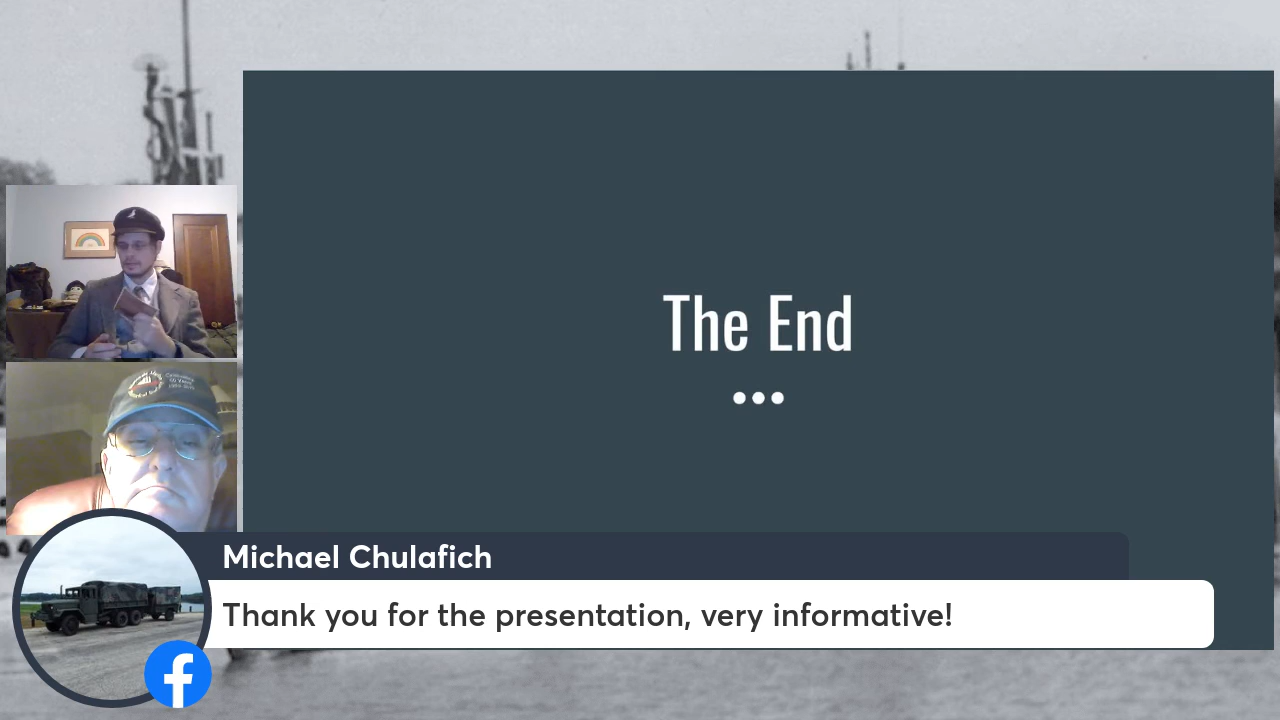 The End
Michael Chulafich
Thank you for the presentation, very informative!